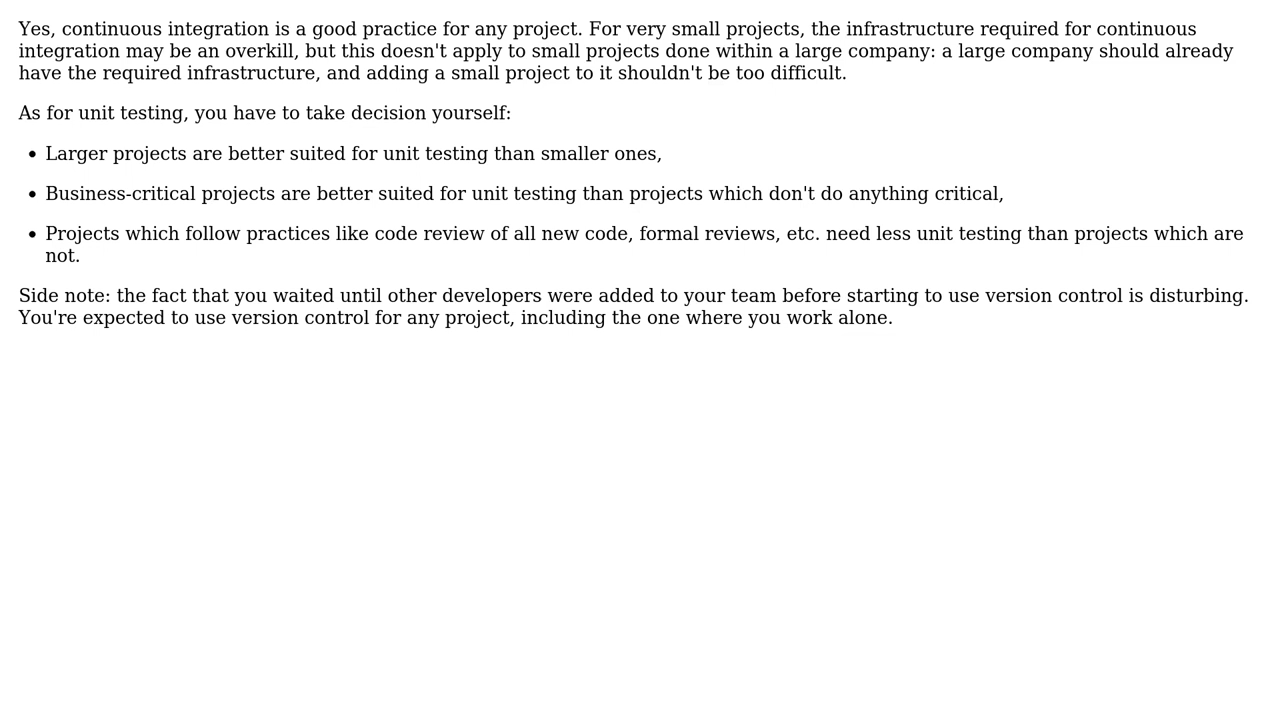 Yes, continuous integration is a good practice for any project. For very small projects, the infrastructure required for continuous
integration may be an overkill, but this doesn't apply to small projects done within a large company: a large company should already
have the required infrastructure, and adding a small project to it shouldn't be too difficult.
As for unit testing, you have to take decision yourself:
• Larger projects are better suited for unit testing than smaller ones,
• Business-critical projects are better suited for unit testing than projects which don't do anything critical,
• Projects which follow practices like code review of all new code, formal reviews, etc. need less unit testing than projects which are
not.
Side note: the fact that you waited until other developers were added to your team before starting to use version control is disturbing.
You're expected to use version control for any project, including the one where you work alone.